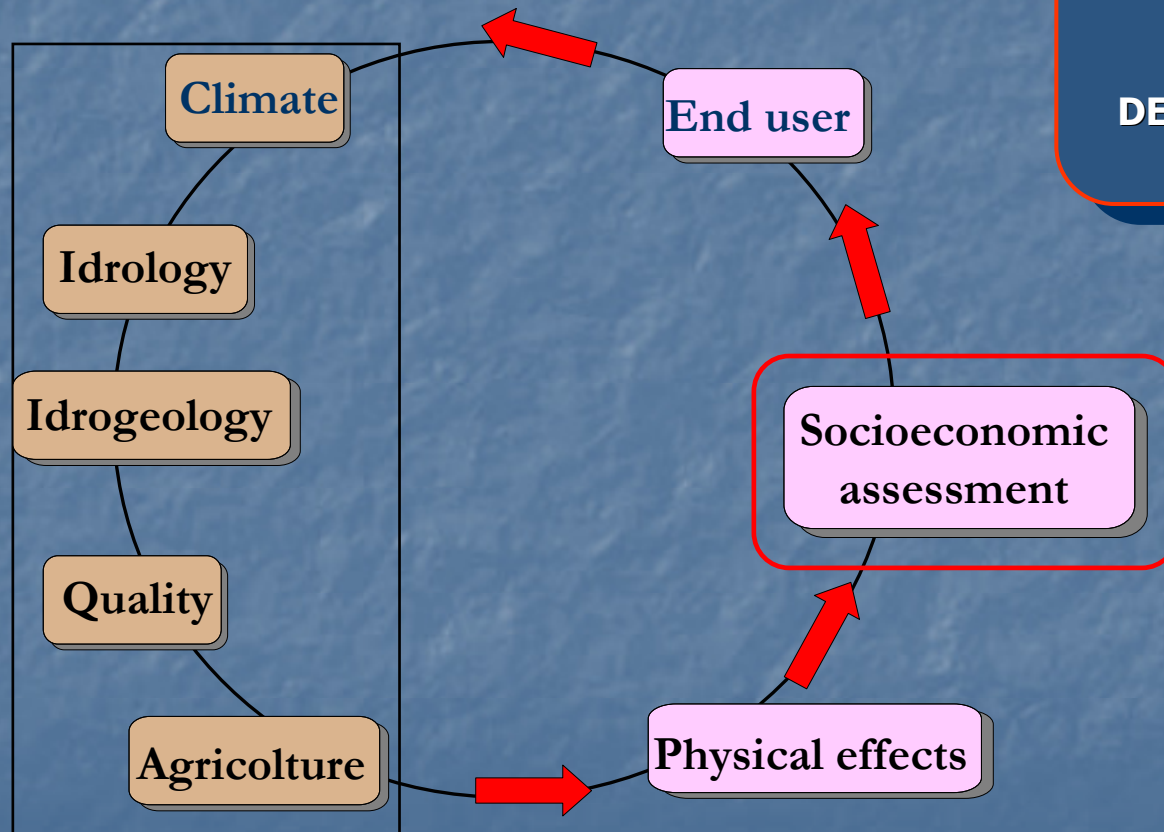 Climate
End user
DE
Idrology
Idrogeology
Socioeconomic
assessment
Quality
Agricolture
Physical effects